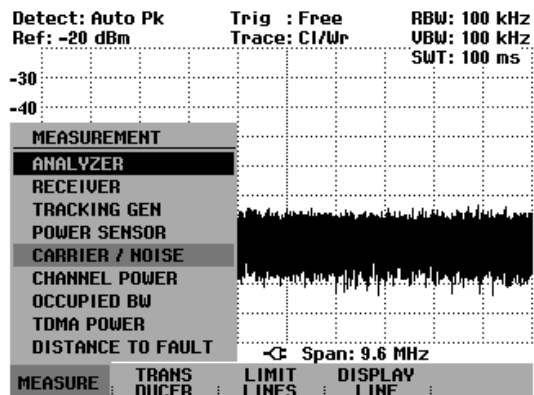 Detect: Auto Pk Trig : Free RBW: 100 kHz
Ref: -20 dBm Trace: Cl/Wr VBW: 100 kHz
SWT: 100 ms
-30
-40
MEASUREMENT
ANALYZER
RECEIVER
TRACKING GEN
POWER SENSOR
CARRIER / NOISE
CHANNEL POWER
OCCUPIED BW
TDMA POWER
DISTANCE TO FAULT
Span: 9.6 MHz
MEASURE TRANS LIMIT DISPLAY
DUCER LINES LINE